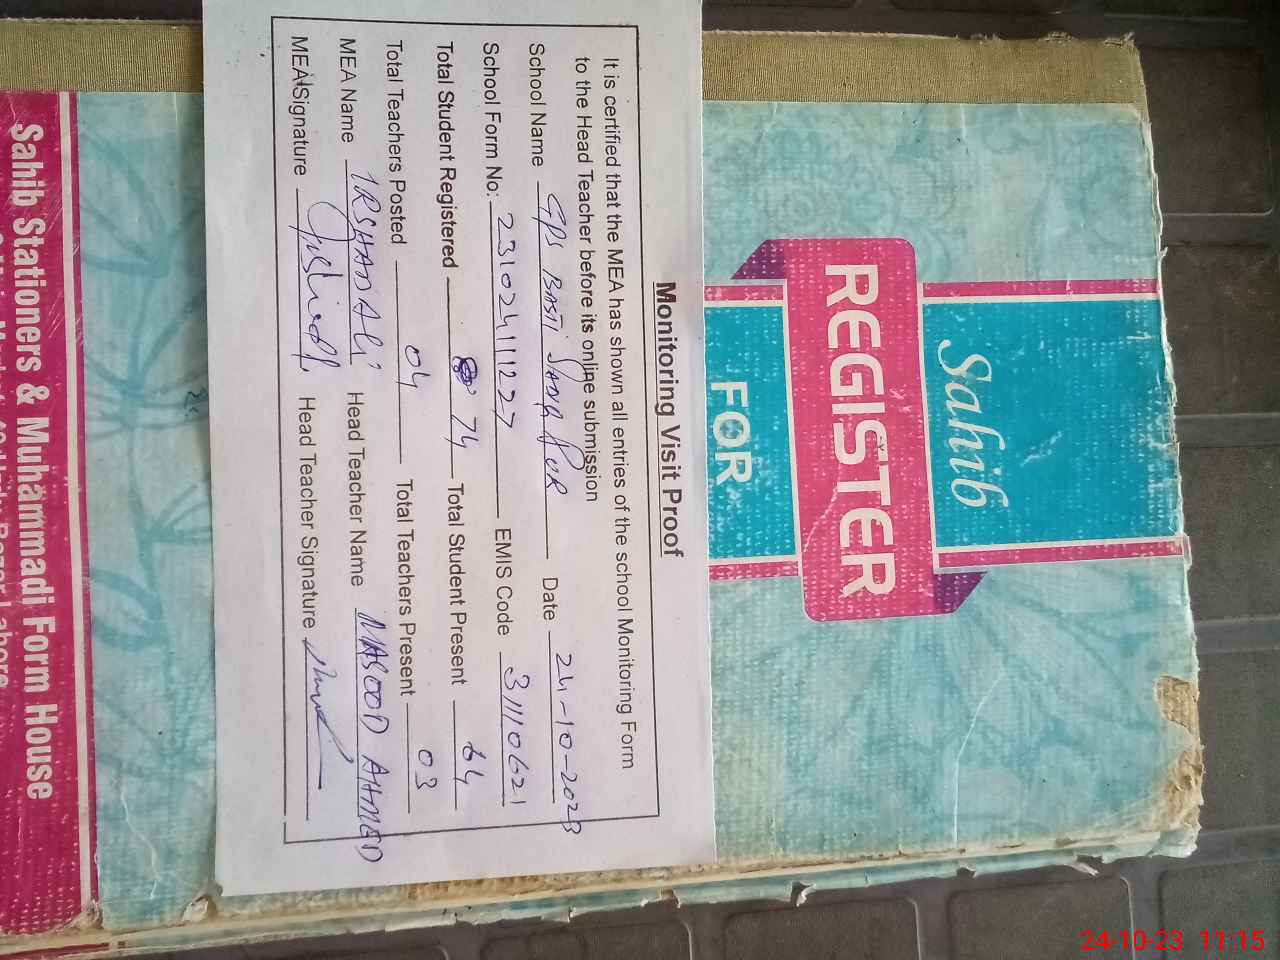 Monitoring Visit Proof
It is certified that the MEA has shown all entries of the school Monitoring Form
to the Head Teacher before its online submission
School Name GPS BASTI Date 24-10-2023
School Form No: 231024111227 EMIS Code 31110621
Total Student Registered 74 Total Student Present 64
Total Teachers Posted 04 Total Teachers Present 03
MEA Name IRSHAD ALi Head Teacher Name MASOOD AHMED
MEA Signature Head Teacher Signature
Sahib
REGISTER
FOR
Sahib Stationers & Muhammadi Form House
24-10-23 11:15